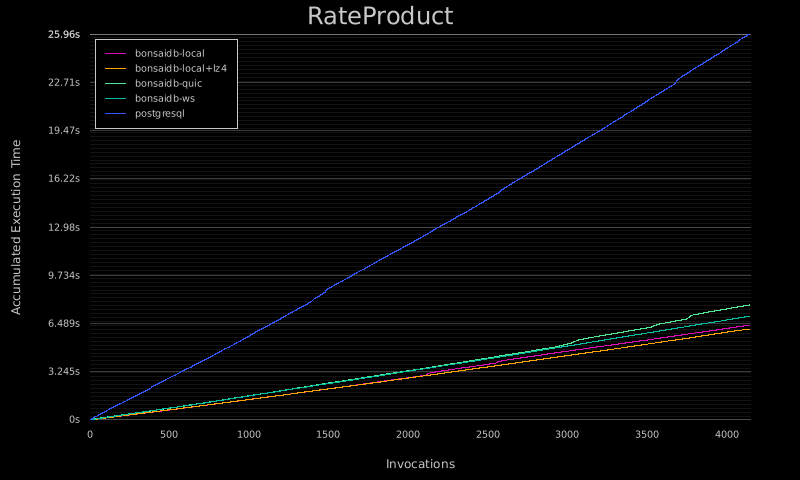 RateProduct
25.96s
22.71s
19.47s
16.22s
12.98s
9.734s
6.489s
3.245s
0s
Accumulated Execution Time
bonsaidb-local
bonsaidb-local+lz4
bonsaidb-quic
bonsaidb-ws
postgresql
0 500 1000 1500 2000 2500 3000 3500 4000
Invocations